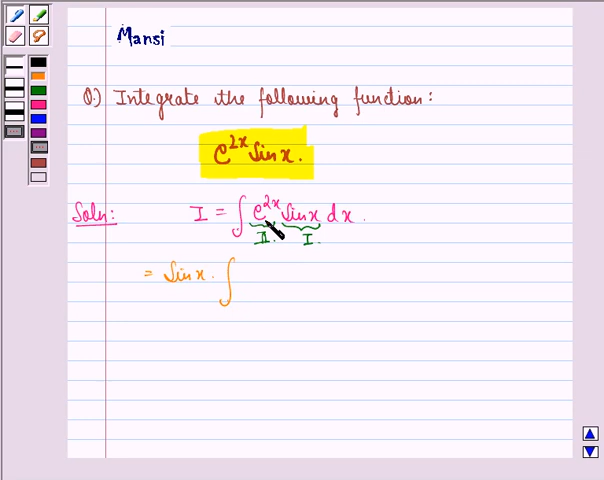 Mansi
Q.) Integrate the following function:
e^{2x} Sin x.
Soln: I = ∫ e^{2x} Sin x dx.
II. I.
= Sin x. ∫